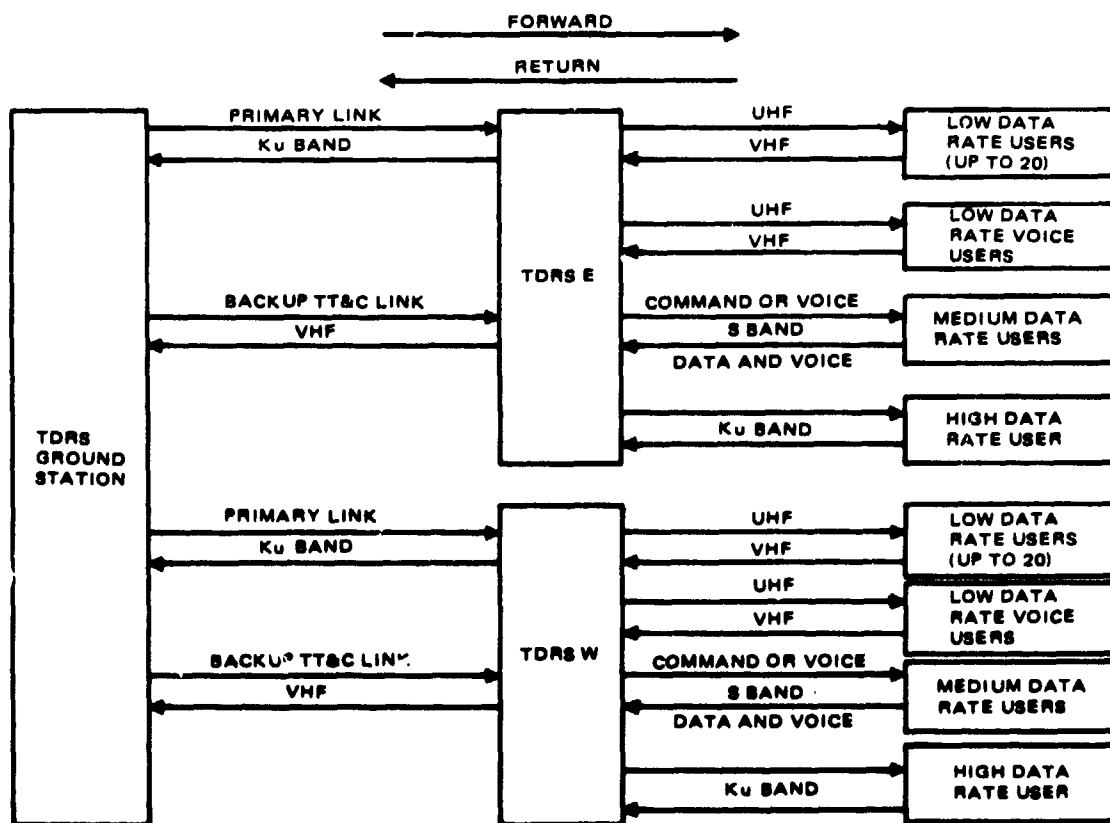 FORWARD
RETURN
PRIMARY LINK
Ku BAND
UHF
VHF
LOW DATA
RATE USERS
(UP TO 20)
UHF
VHF
LOW DATA
RATE VOICE
USERS
TDRS E
BACKUP TT&C LINK
VHF
COMMAND OR VOICE
S BAND
DATA AND VOICE
MEDIUM DATA
RATE USERS
Ku BAND
HIGH DATA
RATE USER
TDRS
GROUND
STATION
PRIMARY LINK
Ku BAND
UHF
VHF
LOW DATA
RATE USERS
(UP TO 20)
UHF
VHF
LOW DATA
RATE VOICE
USERS
TDRS W
BACKUP TT&C LINK
VHF
COMMAND OR VOICE
S BAND
DATA AND VOICE
MEDIUM DATA
RATE USERS
Ku BAND
HIGH DATA
RATE USER